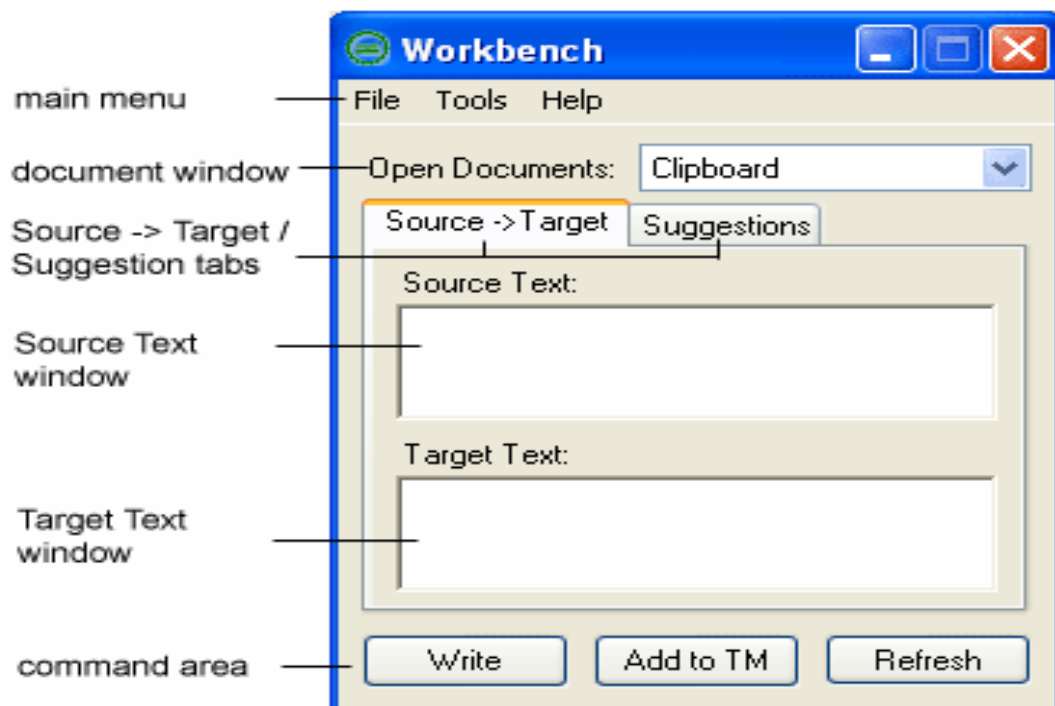 Workbench
main menu
File Tools Help
document window
Open Documents: Clipboard
Source -> Target /
Suggestion tabs
Source ->Target Suggestions
Source Text:
Source Text
window
Target Text:
Target Text
window
command area
Write Add to TM Refresh